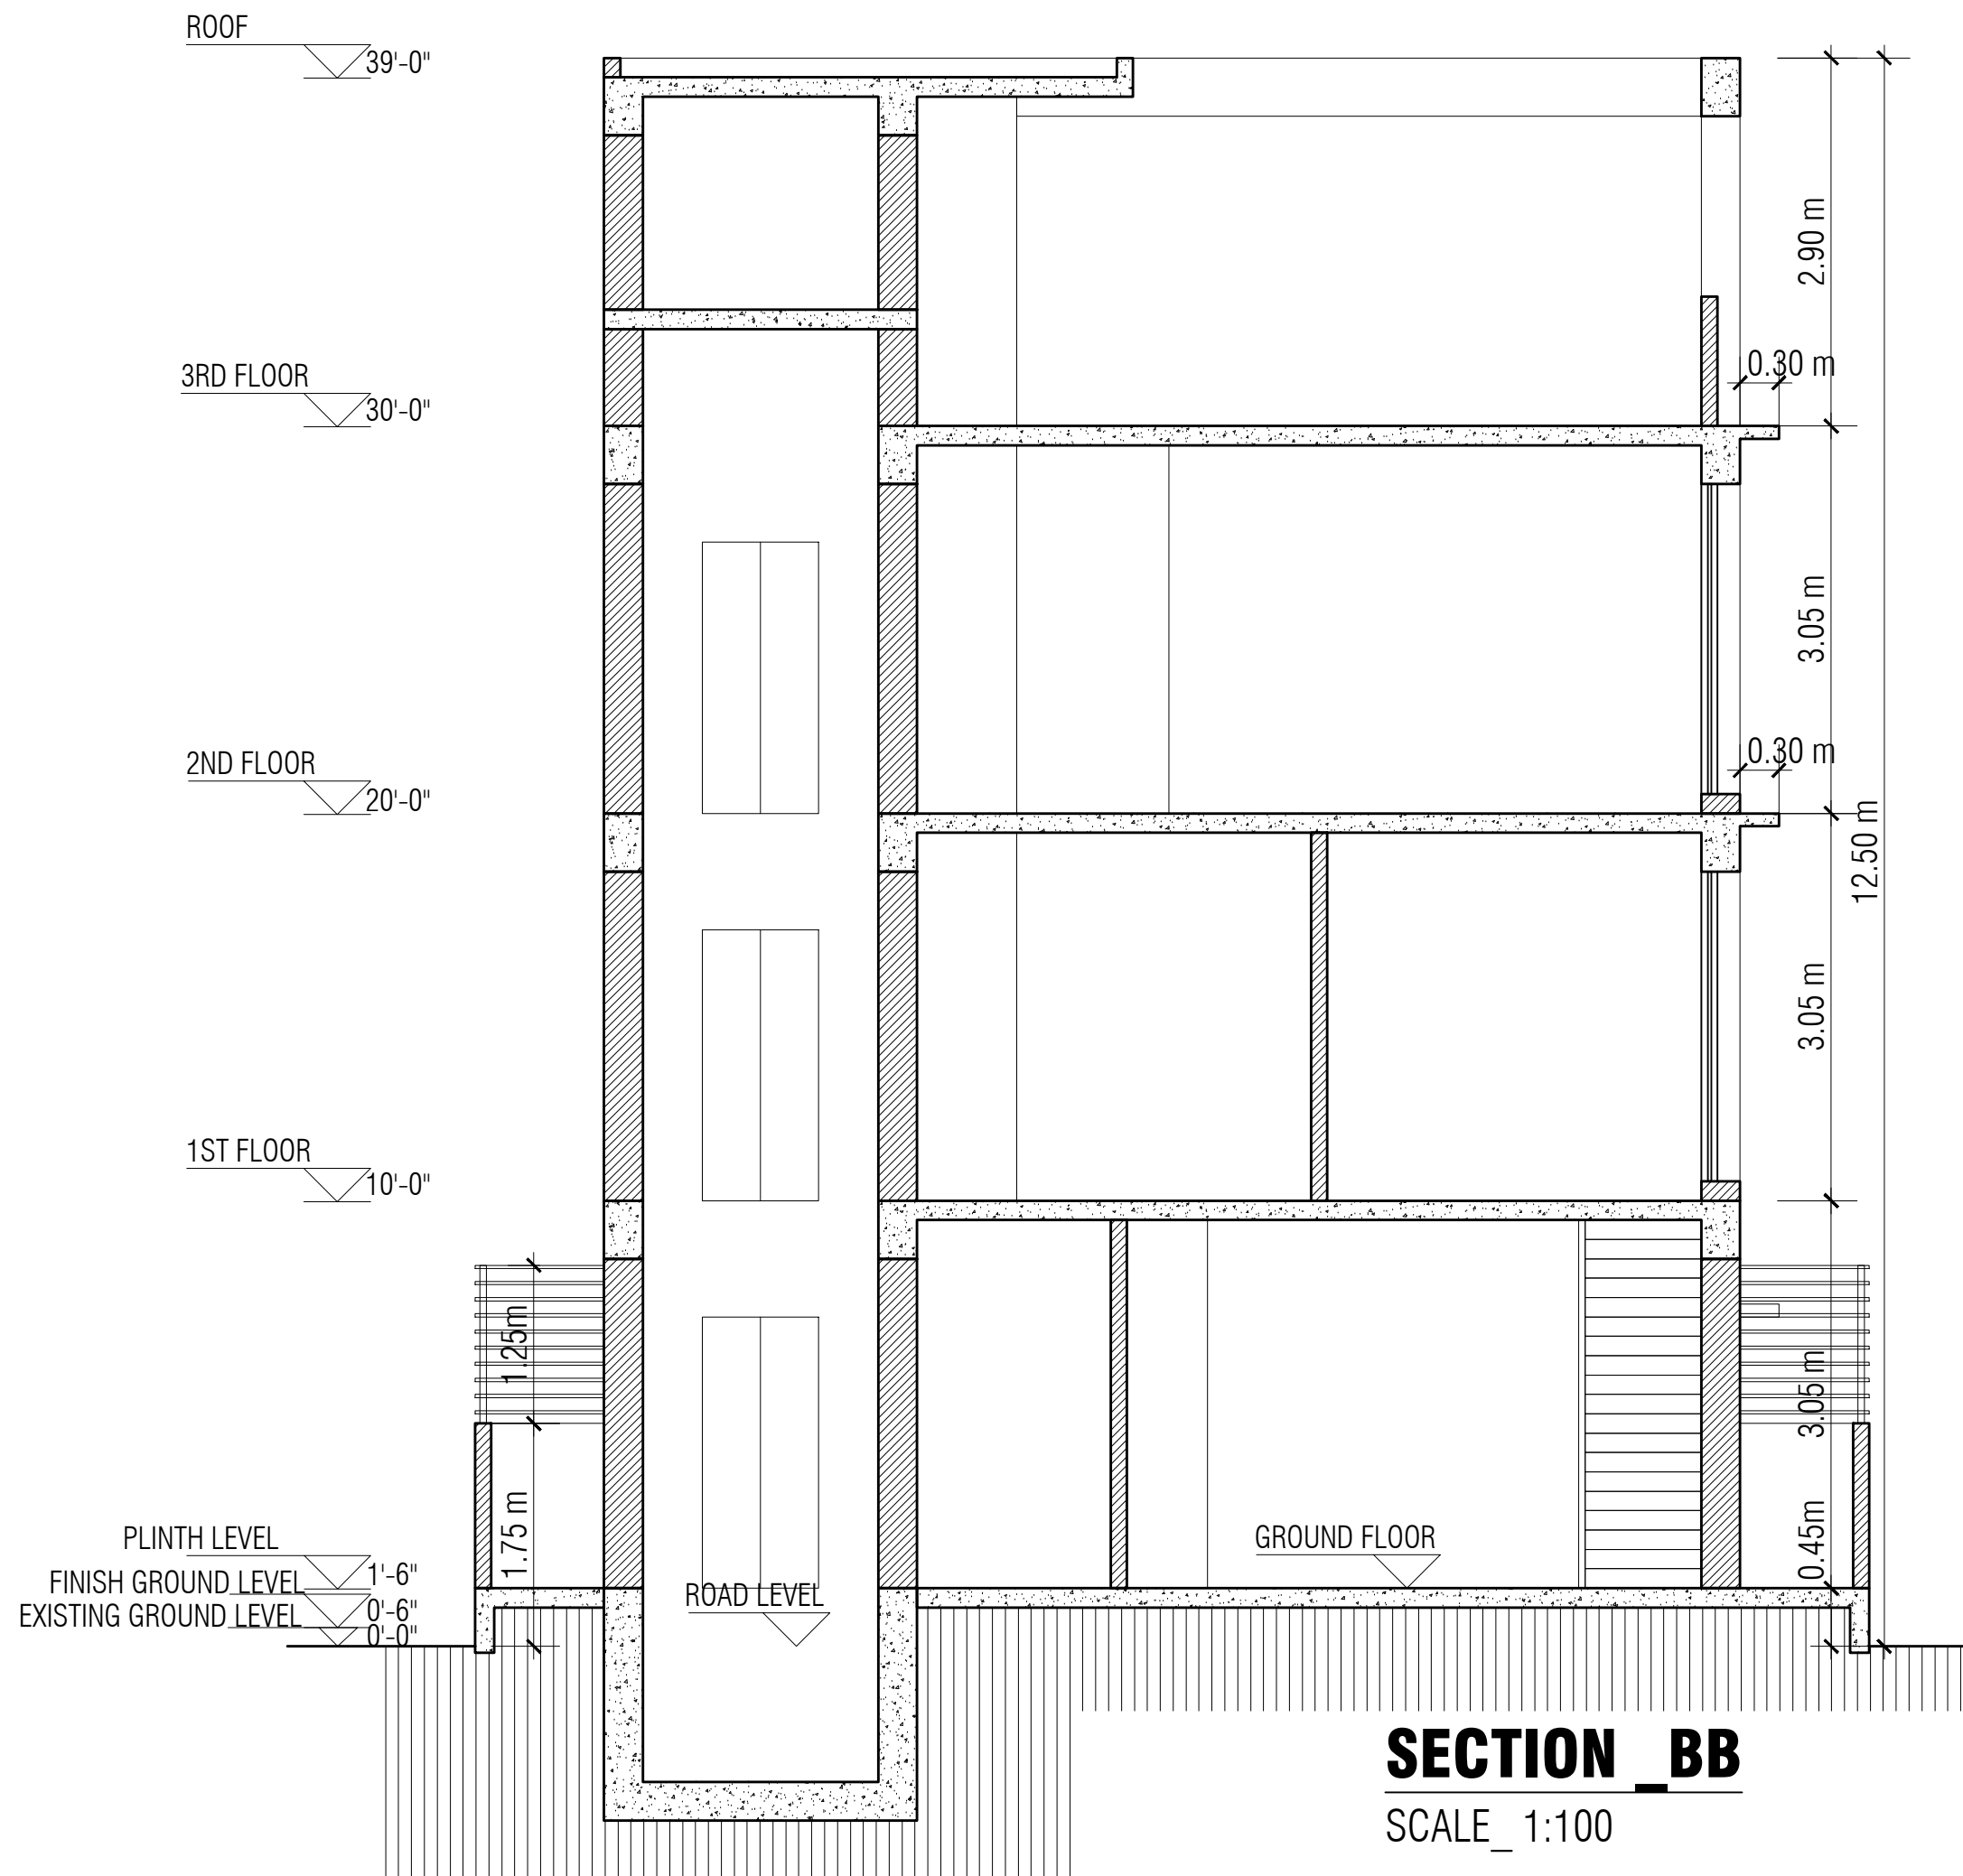 ROOF
39'-0"
2.90 m
3RD FLOOR
30'-0"
0.30 m
3.05 m
2ND FLOOR
20'-0"
0.30 m
12.50 m
3.05 m
1ST FLOOR
10'-0"
1.25m
3.05 m
1.75 m
0.45m
PLINTH LEVEL
1'-6"
GROUND FLOOR
FINISH GROUND LEVEL
0'-6"
ROAD LEVEL
EXISTING GROUND LEVEL
0'-0"
SECTION _BB
SCALE_ 1:100